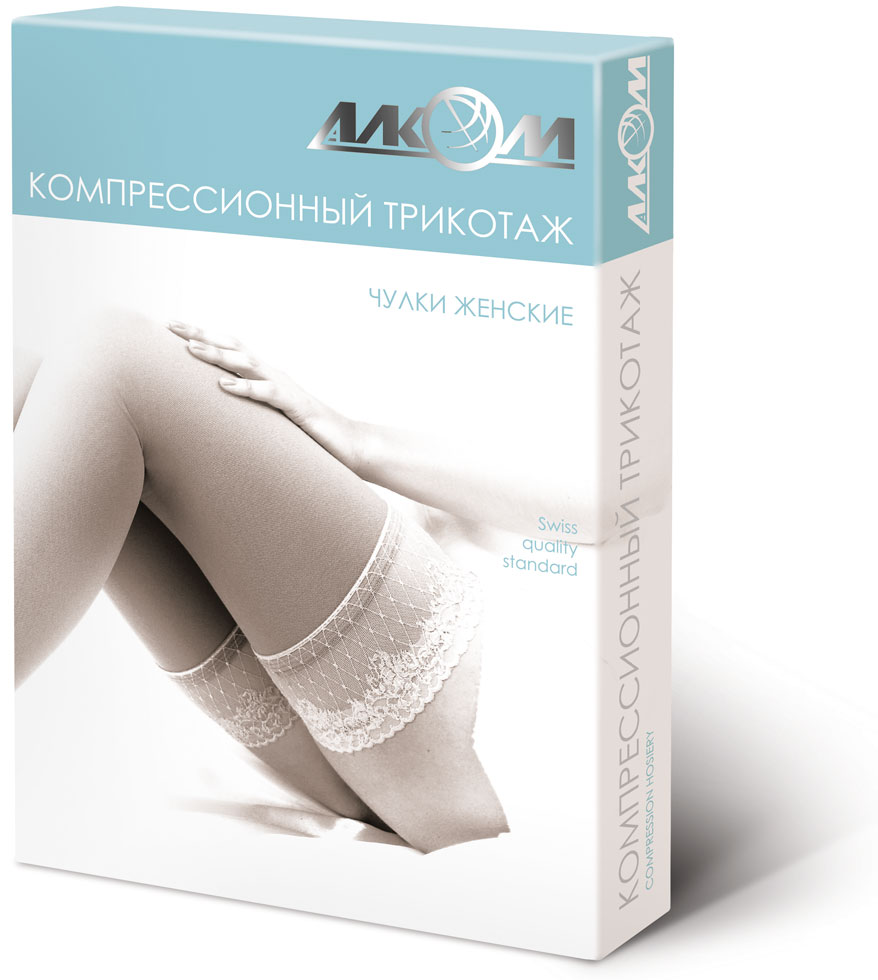 АЛКОМ
КОМПРЕССИОННЫЙ ТРИКОТАЖ
ЧУЛКИ ЖЕНСКИЕ
Swiss
quality
standard
АЛКОМ
КОМПРЕССИОННЫЙ ТРИКОТАЖ
COMPRESSION HOSIERY